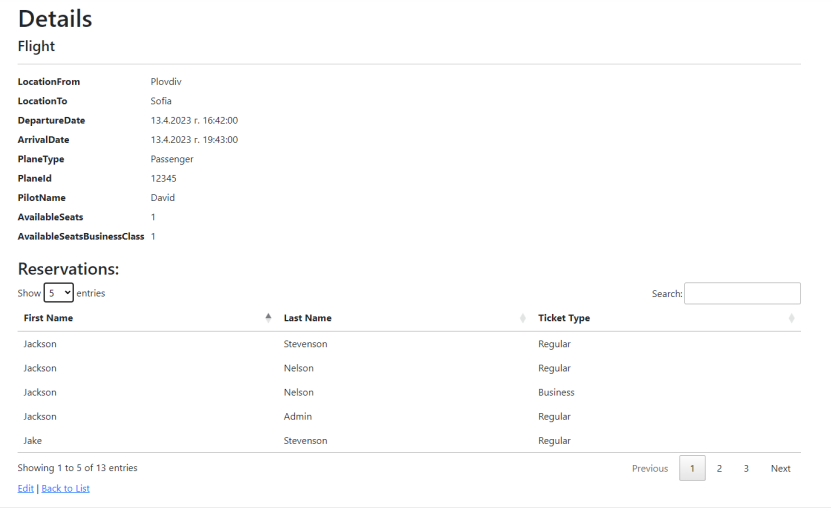 Details
Flight
LocationFrom Plovdiv
LocationTo Sofia
DepartureDate 13.4.2023 г. 16:42:00
ArrivalDate 13.4.2023 г. 19:43:00
PlaneType Passenger
PlaneId 12345
PilotName David
AvailableSeats 1
AvailableSeatsBusinessClass 1
Reservations:
Show 5 entries Search:
First Name Last Name Ticket Type
Jackson Stevenson Regular
Jackson Nelson Regular
Jackson Nelson Business
Jackson Admin Regular
Jake Stevenson Regular
Showing 1 to 5 of 13 entries Previous 1 2 3 Next
Edit | Back to List